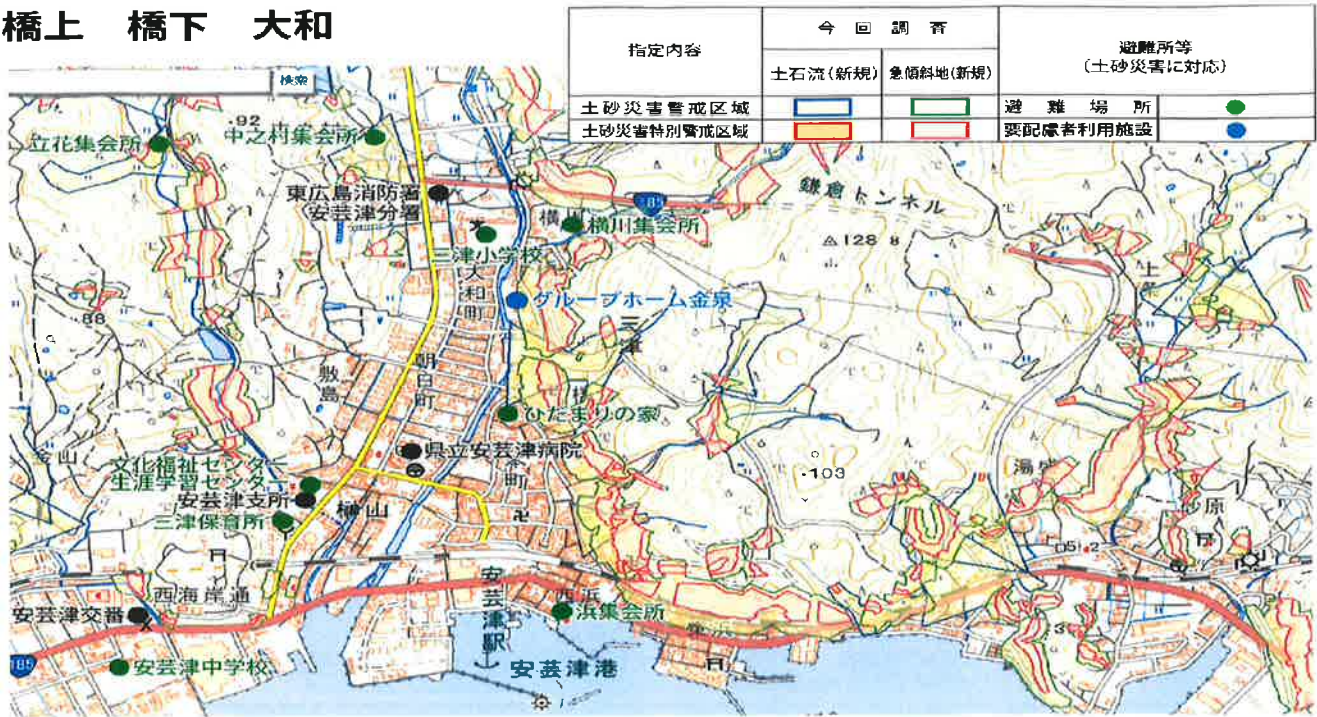 橋上 橋下 大和
指定内容
今回調査
避難所等
(土砂災害に対応)
土石流(新規)
急傾斜地(新規)
土砂災害警戒区域
避難場所
土砂災害特別警戒区域
要配慮者利用施設
検索
・92
立花集会所
中之村集会所
東広島消防署
安芸津分署
185
鎌倉トンネル
横川集会所
三津小学校
128 8
大和町
グループホーム金泉
上条
三津
・88
朝日町
敷島
ひだまりの家
県立安芸津病院
・103
金山
文化福祉センター
生涯学習センター
安芸津支所
三津保育所
榊山
砂原
西海岸通
安芸津駅
西浜
浜集会所
安芸津交番
185
安芸津中学校
安芸津港